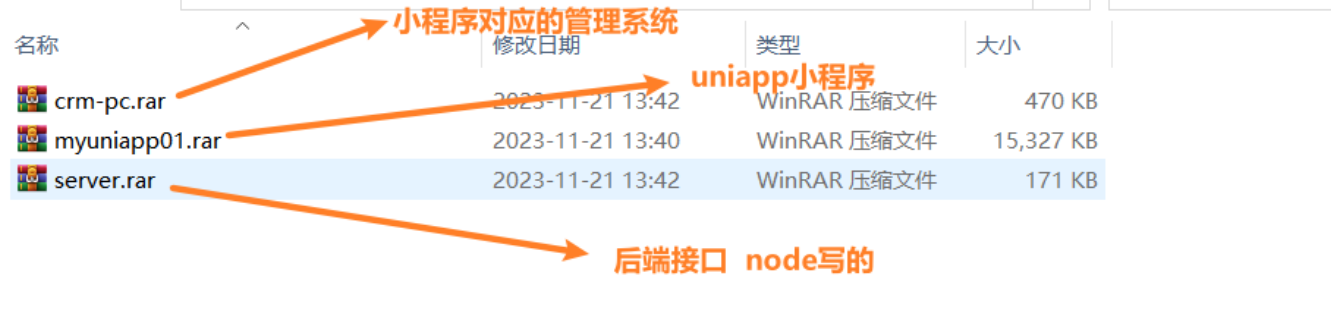 小程序对应的管理系统
名称 修改日期 类型 大小
uniapp小程序
crm-pc.rar 2023-11-21 13:42 WinRAR 压缩文件 470 KB
myuniapp01.rar 2023-11-21 13:40 WinRAR 压缩文件 15,327 KB
server.rar 2023-11-21 13:42 WinRAR 压缩文件 171 KB
后端接口 node写的